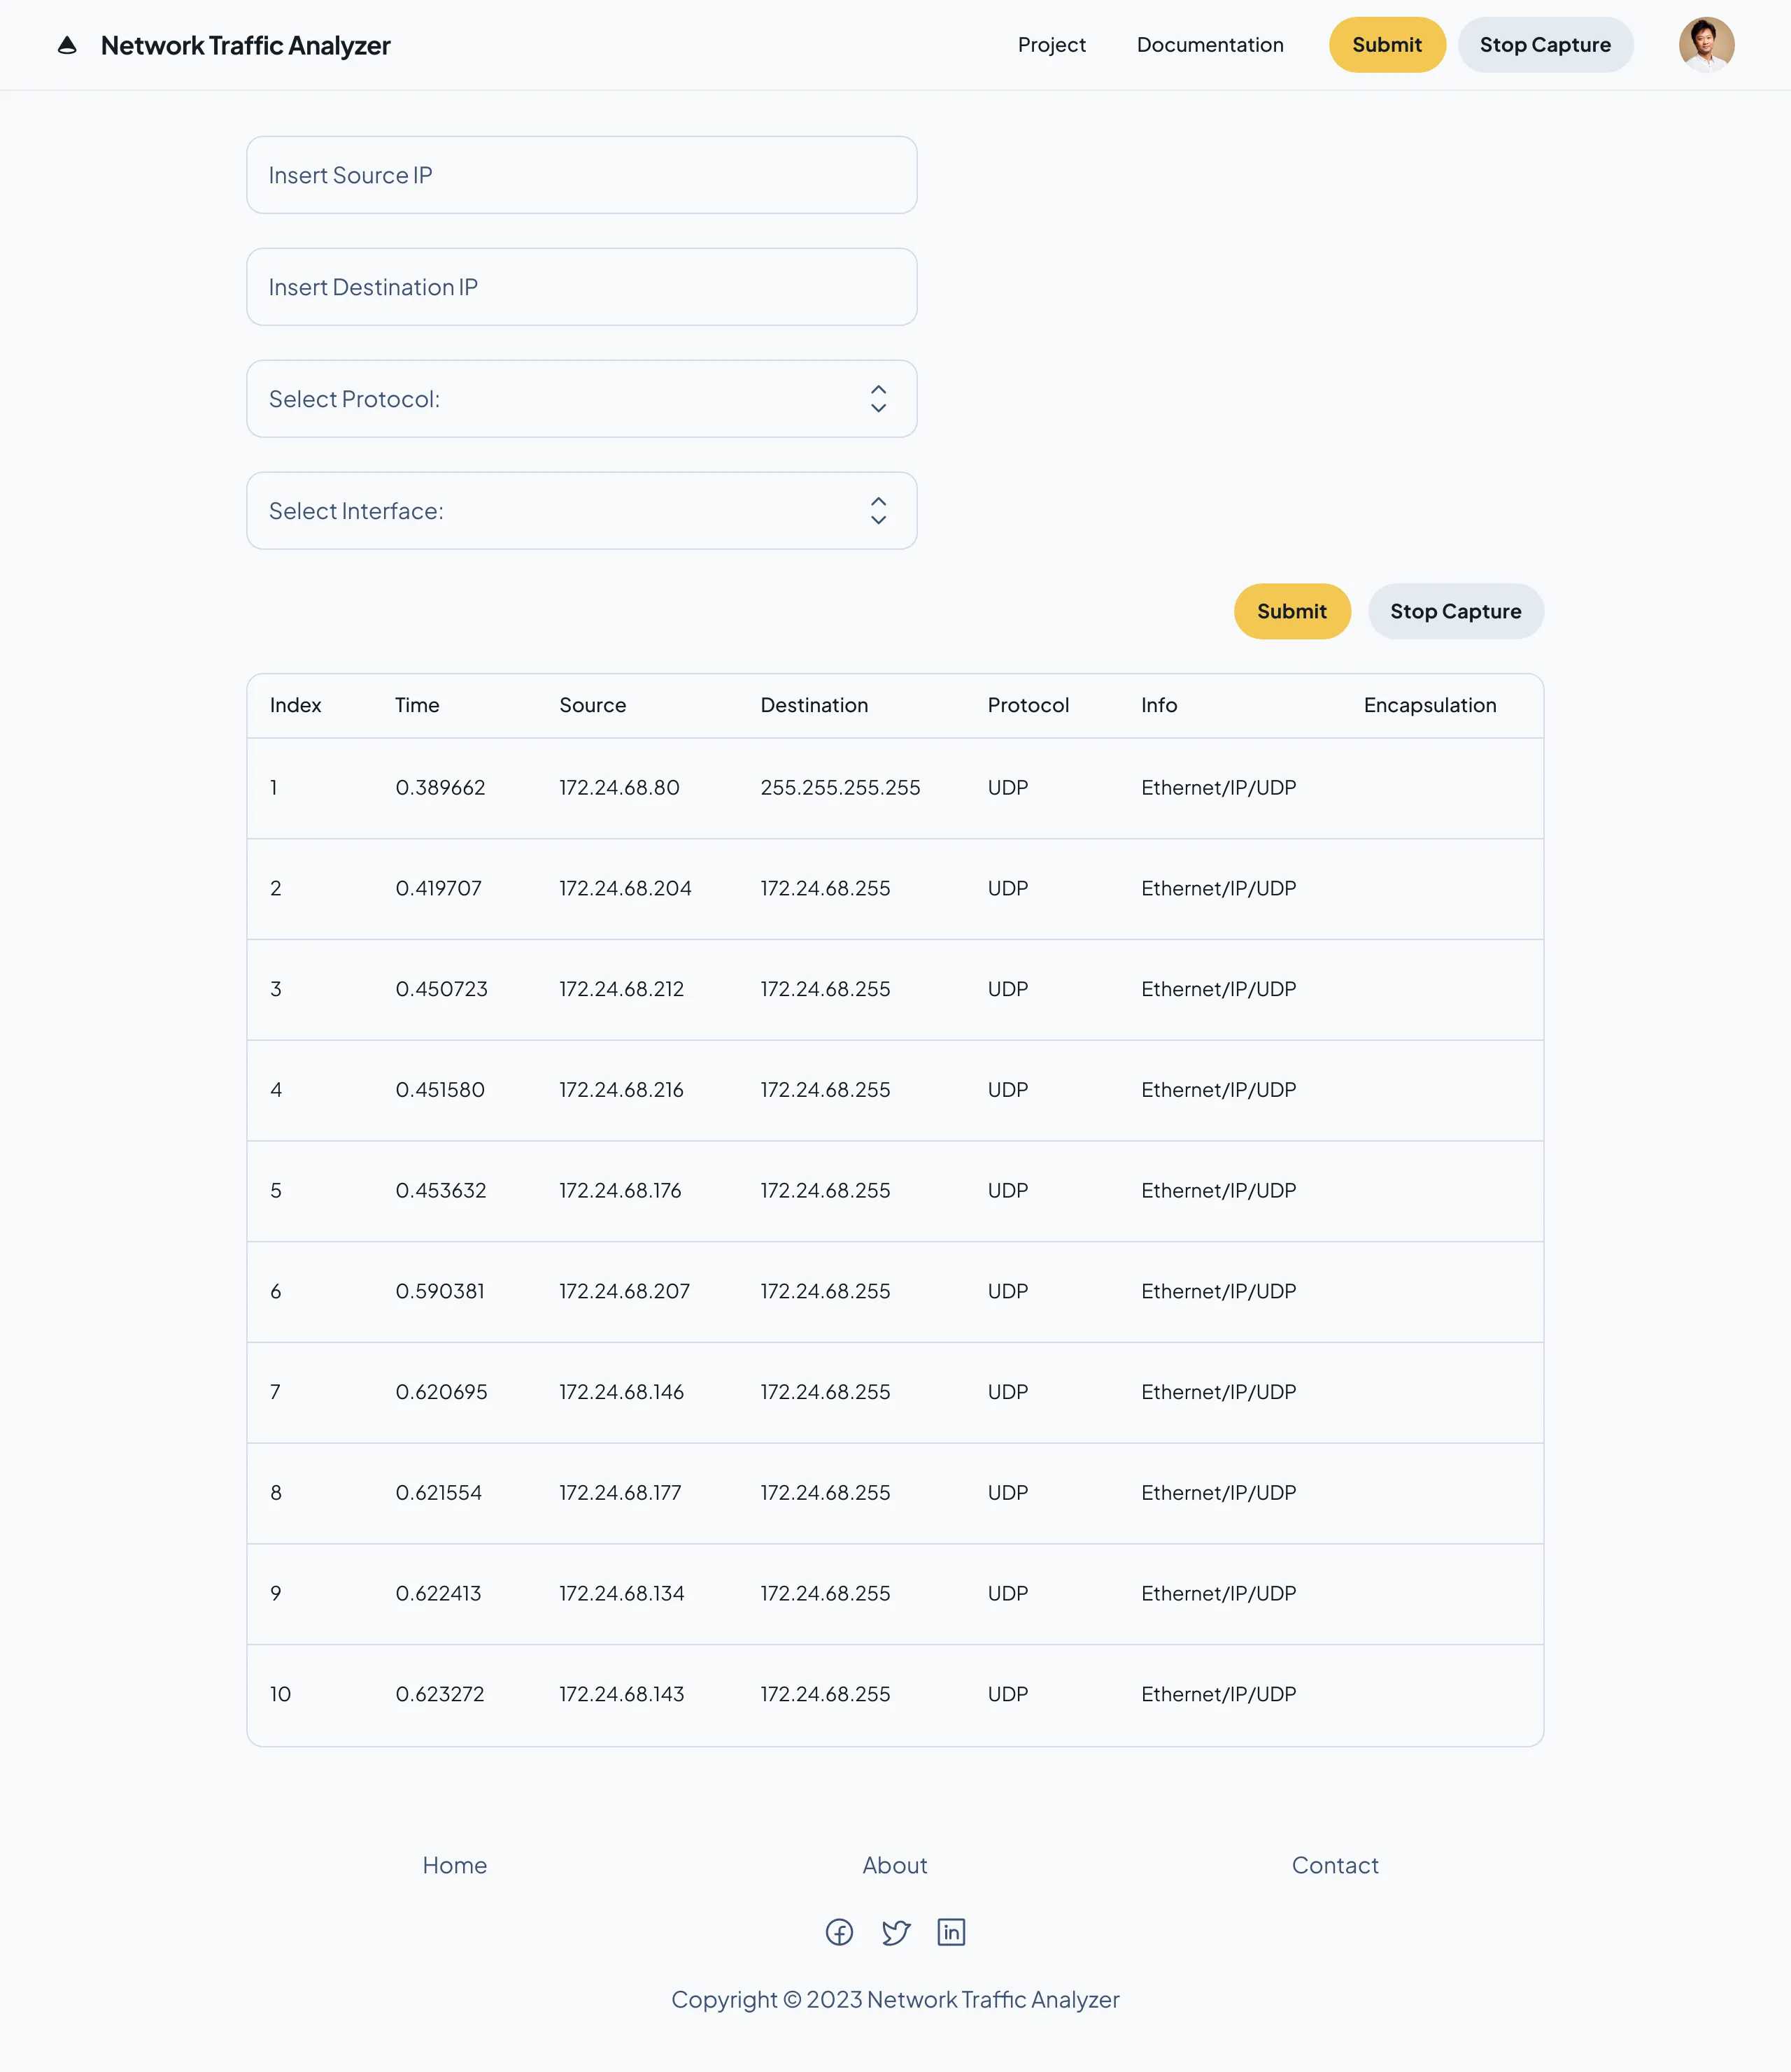 Network Traffic Analyzer
Project Documentation Submit Stop Capture
Insert Source IP
Insert Destination IP
Select Protocol:
Select Interface:
Submit Stop Capture
Index Time Source Destination Protocol Info Encapsulation
1 0.389662 172.24.68.80 255.255.255.255 UDP Ethernet/IP/UDP
2 0.419707 172.24.68.204 172.24.68.255 UDP Ethernet/IP/UDP
3 0.450723 172.24.68.212 172.24.68.255 UDP Ethernet/IP/UDP
4 0.451580 172.24.68.216 172.24.68.255 UDP Ethernet/IP/UDP
5 0.453632 172.24.68.176 172.24.68.255 UDP Ethernet/IP/UDP
6 0.590381 172.24.68.207 172.24.68.255 UDP Ethernet/IP/UDP
7 0.620695 172.24.68.146 172.24.68.255 UDP Ethernet/IP/UDP
8 0.621554 172.24.68.177 172.24.68.255 UDP Ethernet/IP/UDP
9 0.622413 172.24.68.134 172.24.68.255 UDP Ethernet/IP/UDP
10 0.623272 172.24.68.143 172.24.68.255 UDP Ethernet/IP/UDP
Home About Contact
Copyright © 2023 Network Traffic Analyzer